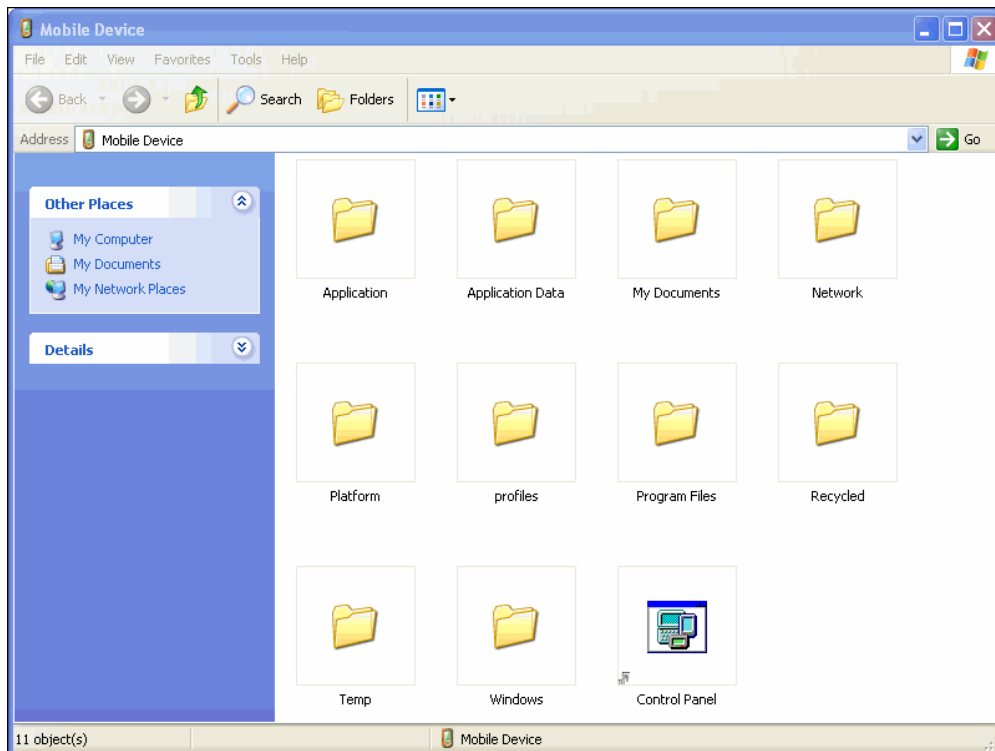 Mobile Device
File Edit View Favorites Tools Help
Back Search Folders
Address Mobile Device Go
Other Places
My Computer
My Documents
My Network Places
Details
Application Application Data My Documents Network
Platform profiles Program Files Recycled
Temp Windows Control Panel
11 object(s) Mobile Device